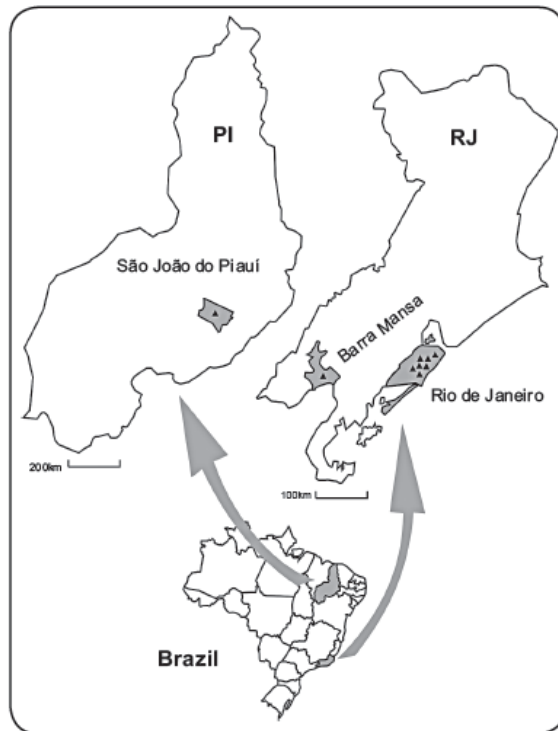 PI
RJ
São João do Piauí
Barra Mansa
Rio de Janeiro
200km
100km
Brazil